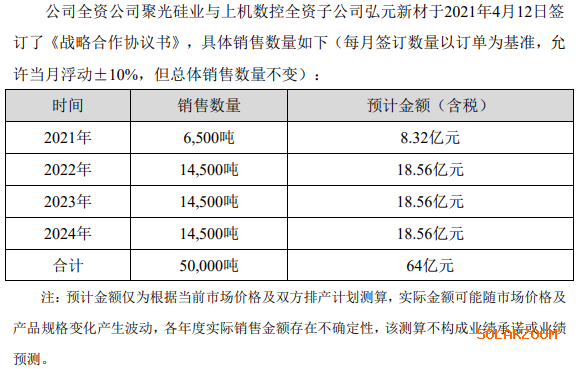 公司全资公司聚光硅业与上机数控全资子公司弘元新材于2021年4月12日签
订了《战略合作协议书》，具体销售数量如下（每月签订数量以订单为基准，允
许当月浮动±10%，但总体销售数量不变）：
时间 销售数量 预计金额（含税）
2021年 6,500吨 8.32亿元
2022年 14,500吨 18.56亿元
2023年 14,500吨 18.56亿元
2024年 14,500吨 18.56亿元
合计 50,000吨 64亿元
注：预计金额仅为根据当前市场价格及双方排产计划测算，实际金额可能随市场价格及
产品规格变化产生波动，各年度实际销售金额存在不确定性，该测算不构成业绩承诺或业绩
预测。
SOLARZOOM